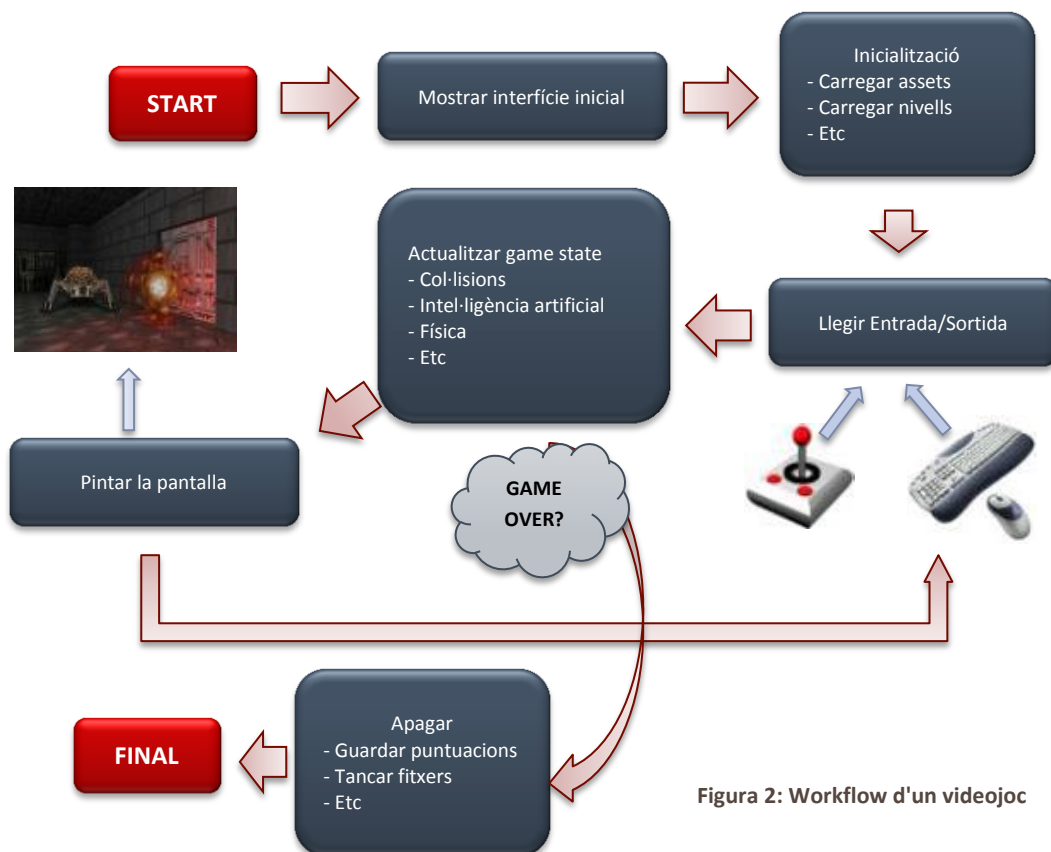 START
Mostrar interfície inicial
Inicialització
- Carregar assets
- Carregar nivells
- Etc
Llegir Entrada/Sortida
Actualitzar game state
- Col·lisions
- Intel·ligència artificial
- Física
- Etc
Pintar la pantalla
GAME
OVER?
Apagar
- Guardar puntuacions
- Tancar fitxers
- Etc
FINAL
Figura 2: Workflow d'un videojoc